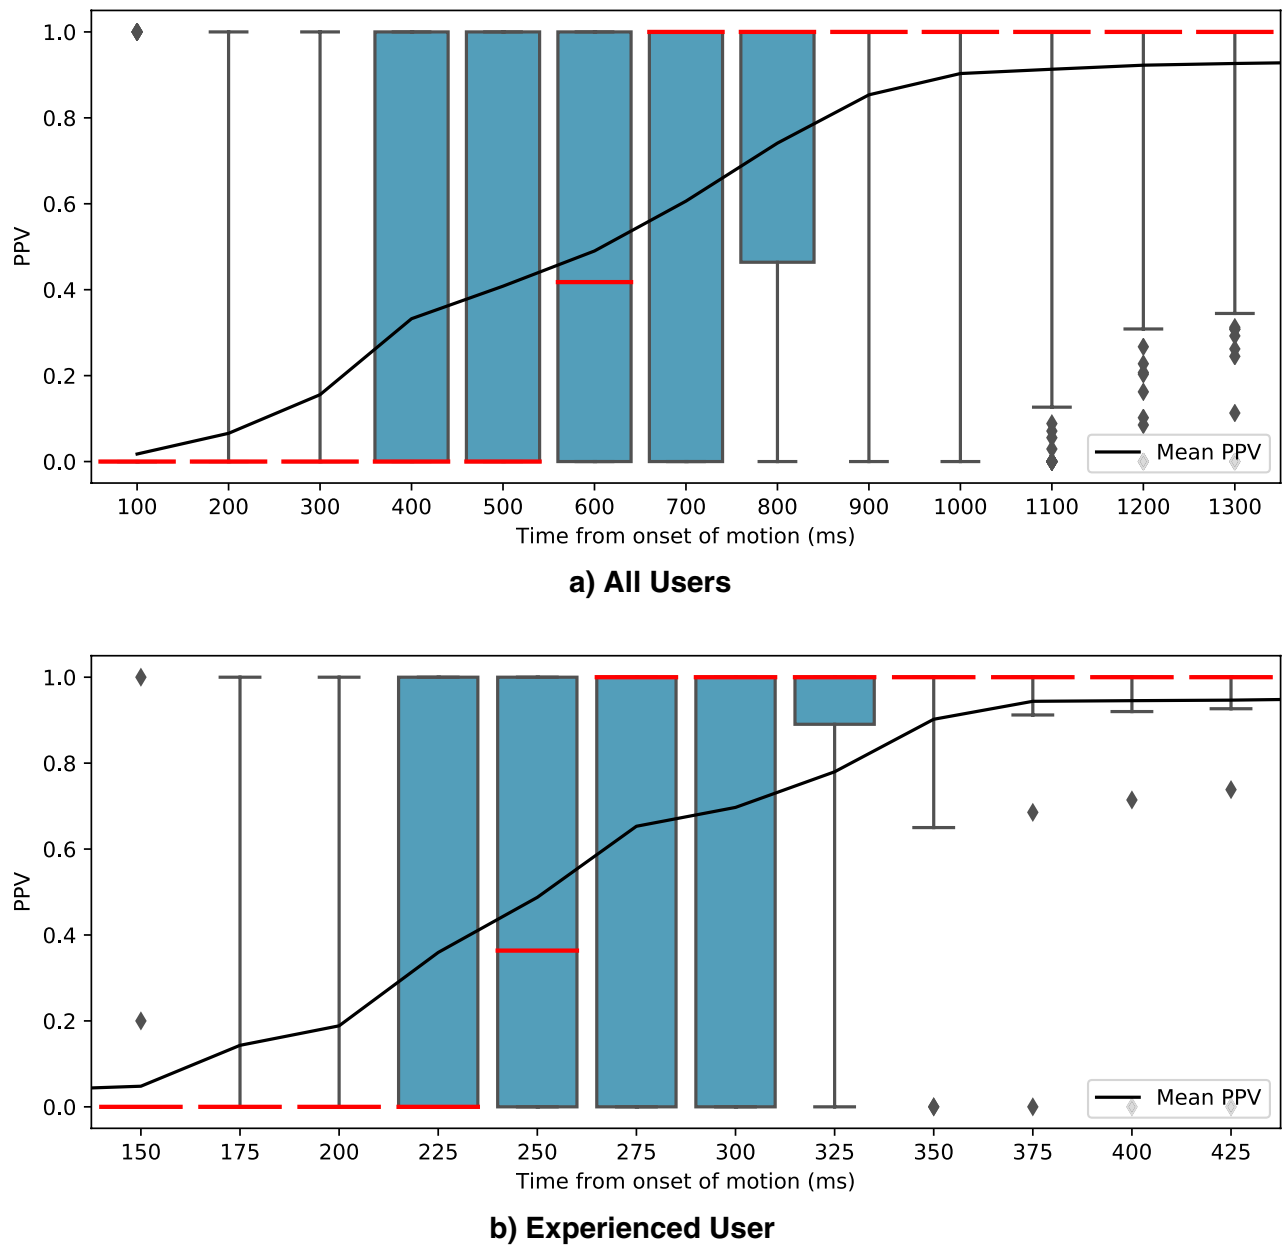 1.0
0.8
0.6
0.4
0.2
0.0
PPV
Mean PPV
100 200 300 400 500 600 700 800 900 1000 1100 1200 1300
Time from onset of motion (ms)
a) All Users
1.0
0.8
0.6
0.4
0.2
0.0
PPV
Mean PPV
150 175 200 225 250 275 300 325 350 375 400 425
Time from onset of motion (ms)
b) Experienced User